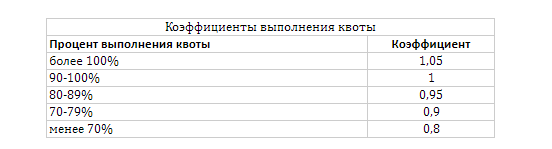 Коэффициенты выполнения квоты
Процент выполнения квоты Коэффициент
более 100% 1,05
90-100% 1
80-89% 0,95
70-79% 0,9
менее 70% 0,8